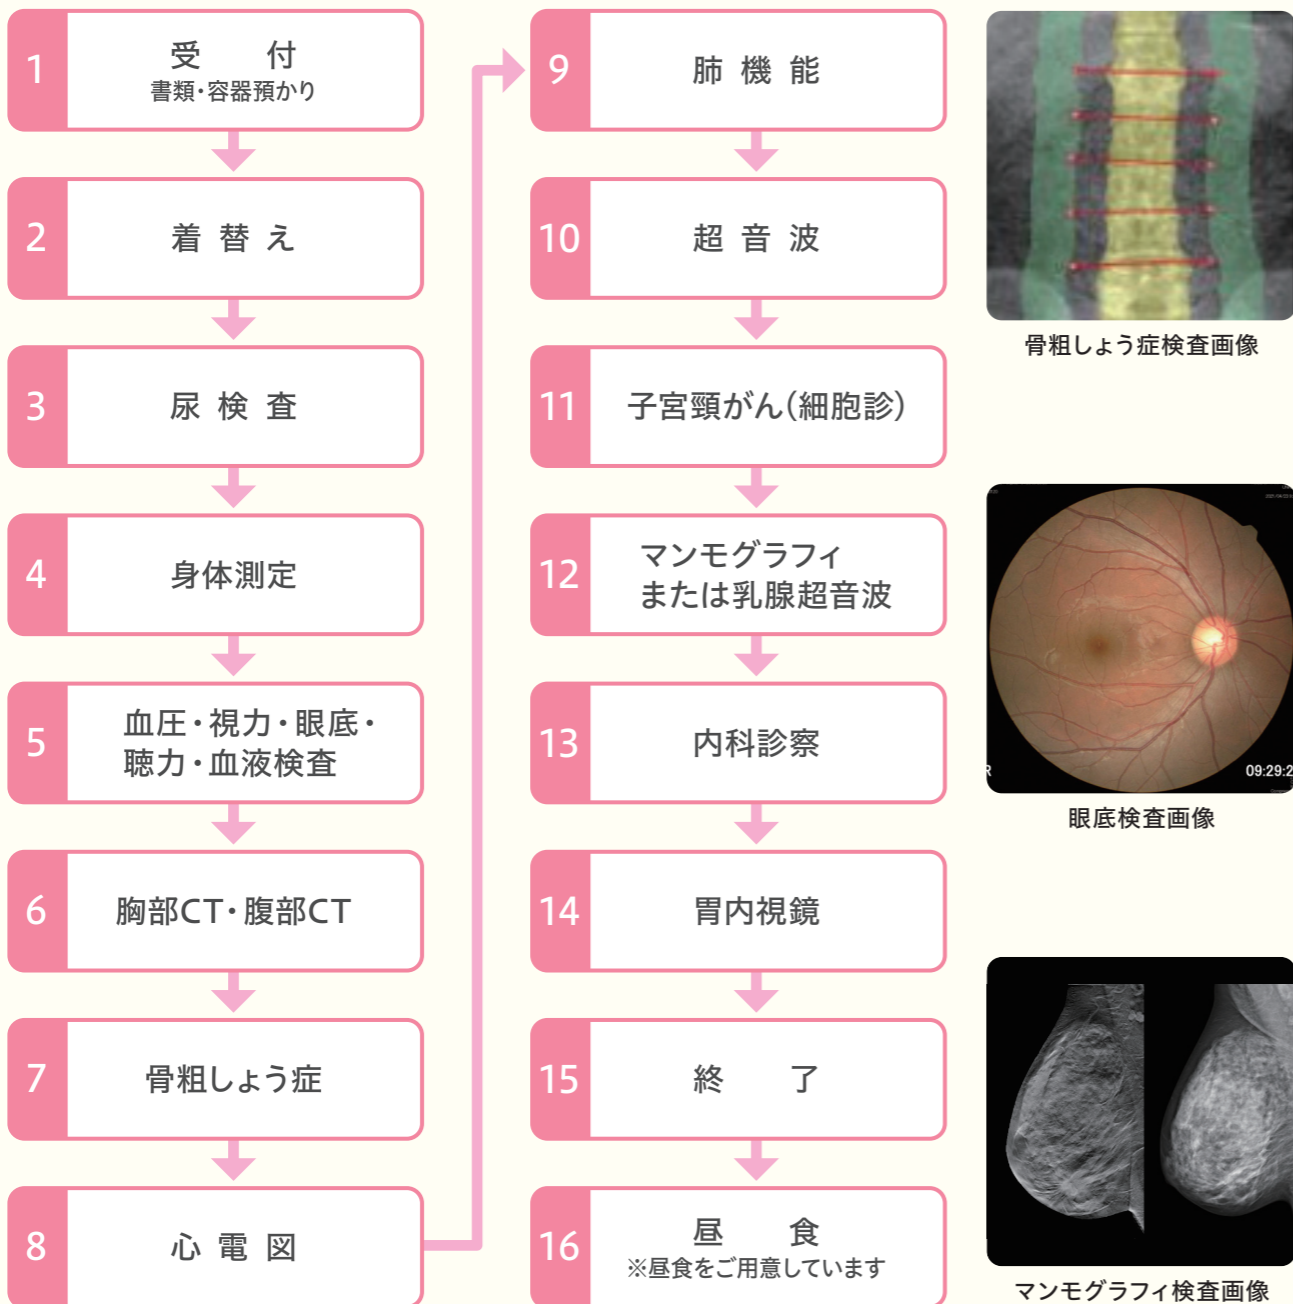 1
受付
書類・容器預かり
2
着替え
3
尿検査
4
身体測定
5
血圧・視力・眼底・
聴力・血液検査
6
胸部CT・腹部CT
7
骨粗しょう症
8
心電図
9
肺機能
10
超音波
11
子宮頸がん(細胞診)
12
マンモグラフィ
または乳腺超音波
13
内科診察
14
胃内視鏡
15
終了
16
昼食
※昼食をご用意しています
骨粗しょう症検査画像
R
09:29:2
眼底検査画像
マンモグラフィ検査画像